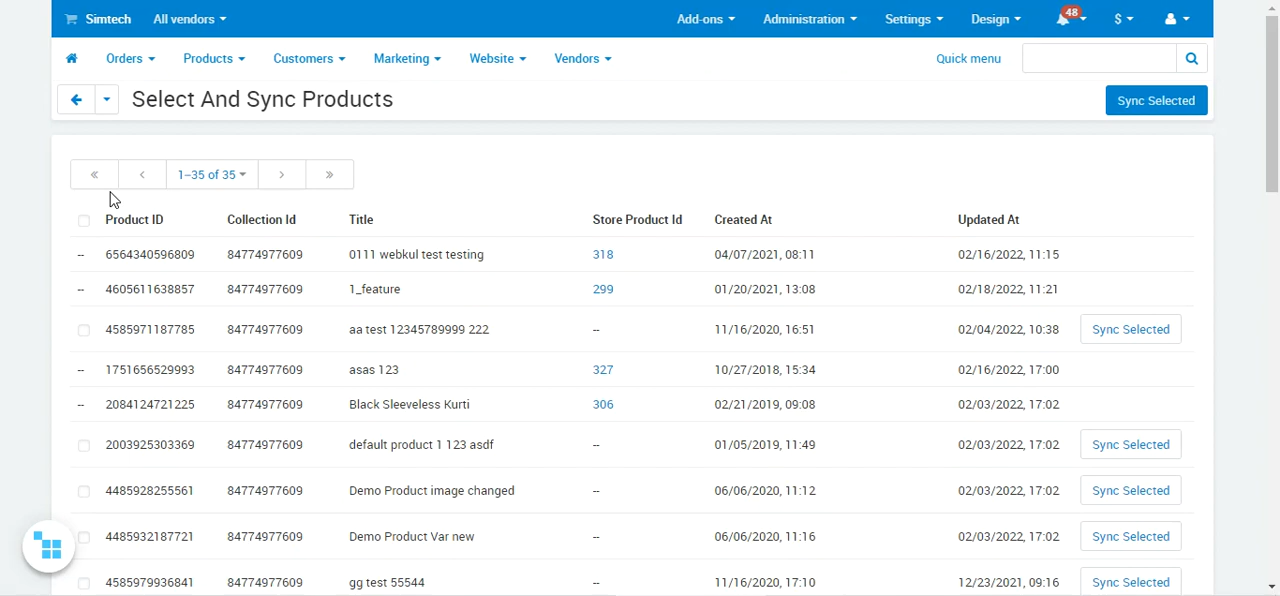 Simtech All vendors Add-ons Administration Settings Design 48 $
Orders Products Customers Marketing Website Vendors Quick menu
Select And Sync Products Sync Selected
« ‹ 1–35 of 35 › »
Product ID Collection Id Title Store Product Id Created At Updated At
-- 6564340596809 84774977609 0111 webkul test testing 318 04/07/2021, 08:11 02/16/2022, 11:15
-- 4605611638857 84774977609 1_feature 299 01/20/2021, 13:08 02/18/2022, 11:21
4585971187785 84774977609 aa test 12345789999 222 -- 11/16/2020, 16:51 02/04/2022, 10:38 Sync Selected
-- 1751656529993 84774977609 asas 123 327 10/27/2018, 15:34 02/16/2022, 17:00
-- 2084124721225 84774977609 Black Sleeveless Kurti 306 02/21/2019, 09:08 02/03/2022, 17:02
2003925303369 84774977609 default product 1 123 asdf -- 01/05/2019, 11:49 02/03/2022, 17:02 Sync Selected
4485928255561 84774977609 Demo Product image changed -- 06/06/2020, 11:12 02/03/2022, 17:02 Sync Selected
4485932187721 84774977609 Demo Product Var new -- 06/06/2020, 11:16 02/03/2022, 17:02 Sync Selected
4585979936841 84774977609 gg test 55544 -- 11/16/2020, 17:10 12/23/2021, 09:16 Sync Selected